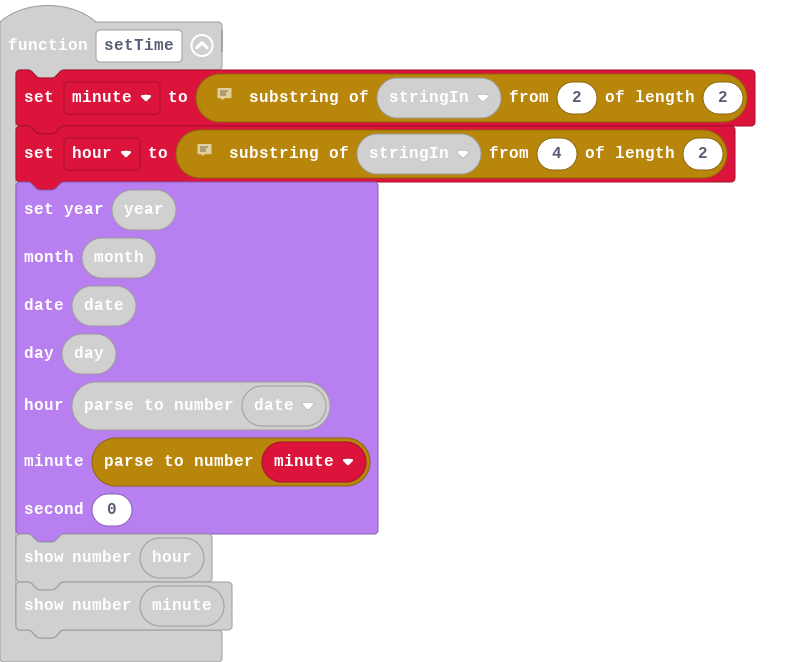 function setTime
set minute to substring of stringIn from 2 of length 2
set hour to substring of stringIn from 4 of length 2
set year year
month month
date date
day day
hour parse to number date
minute parse to number minute
second 0
show number hour
show number minute